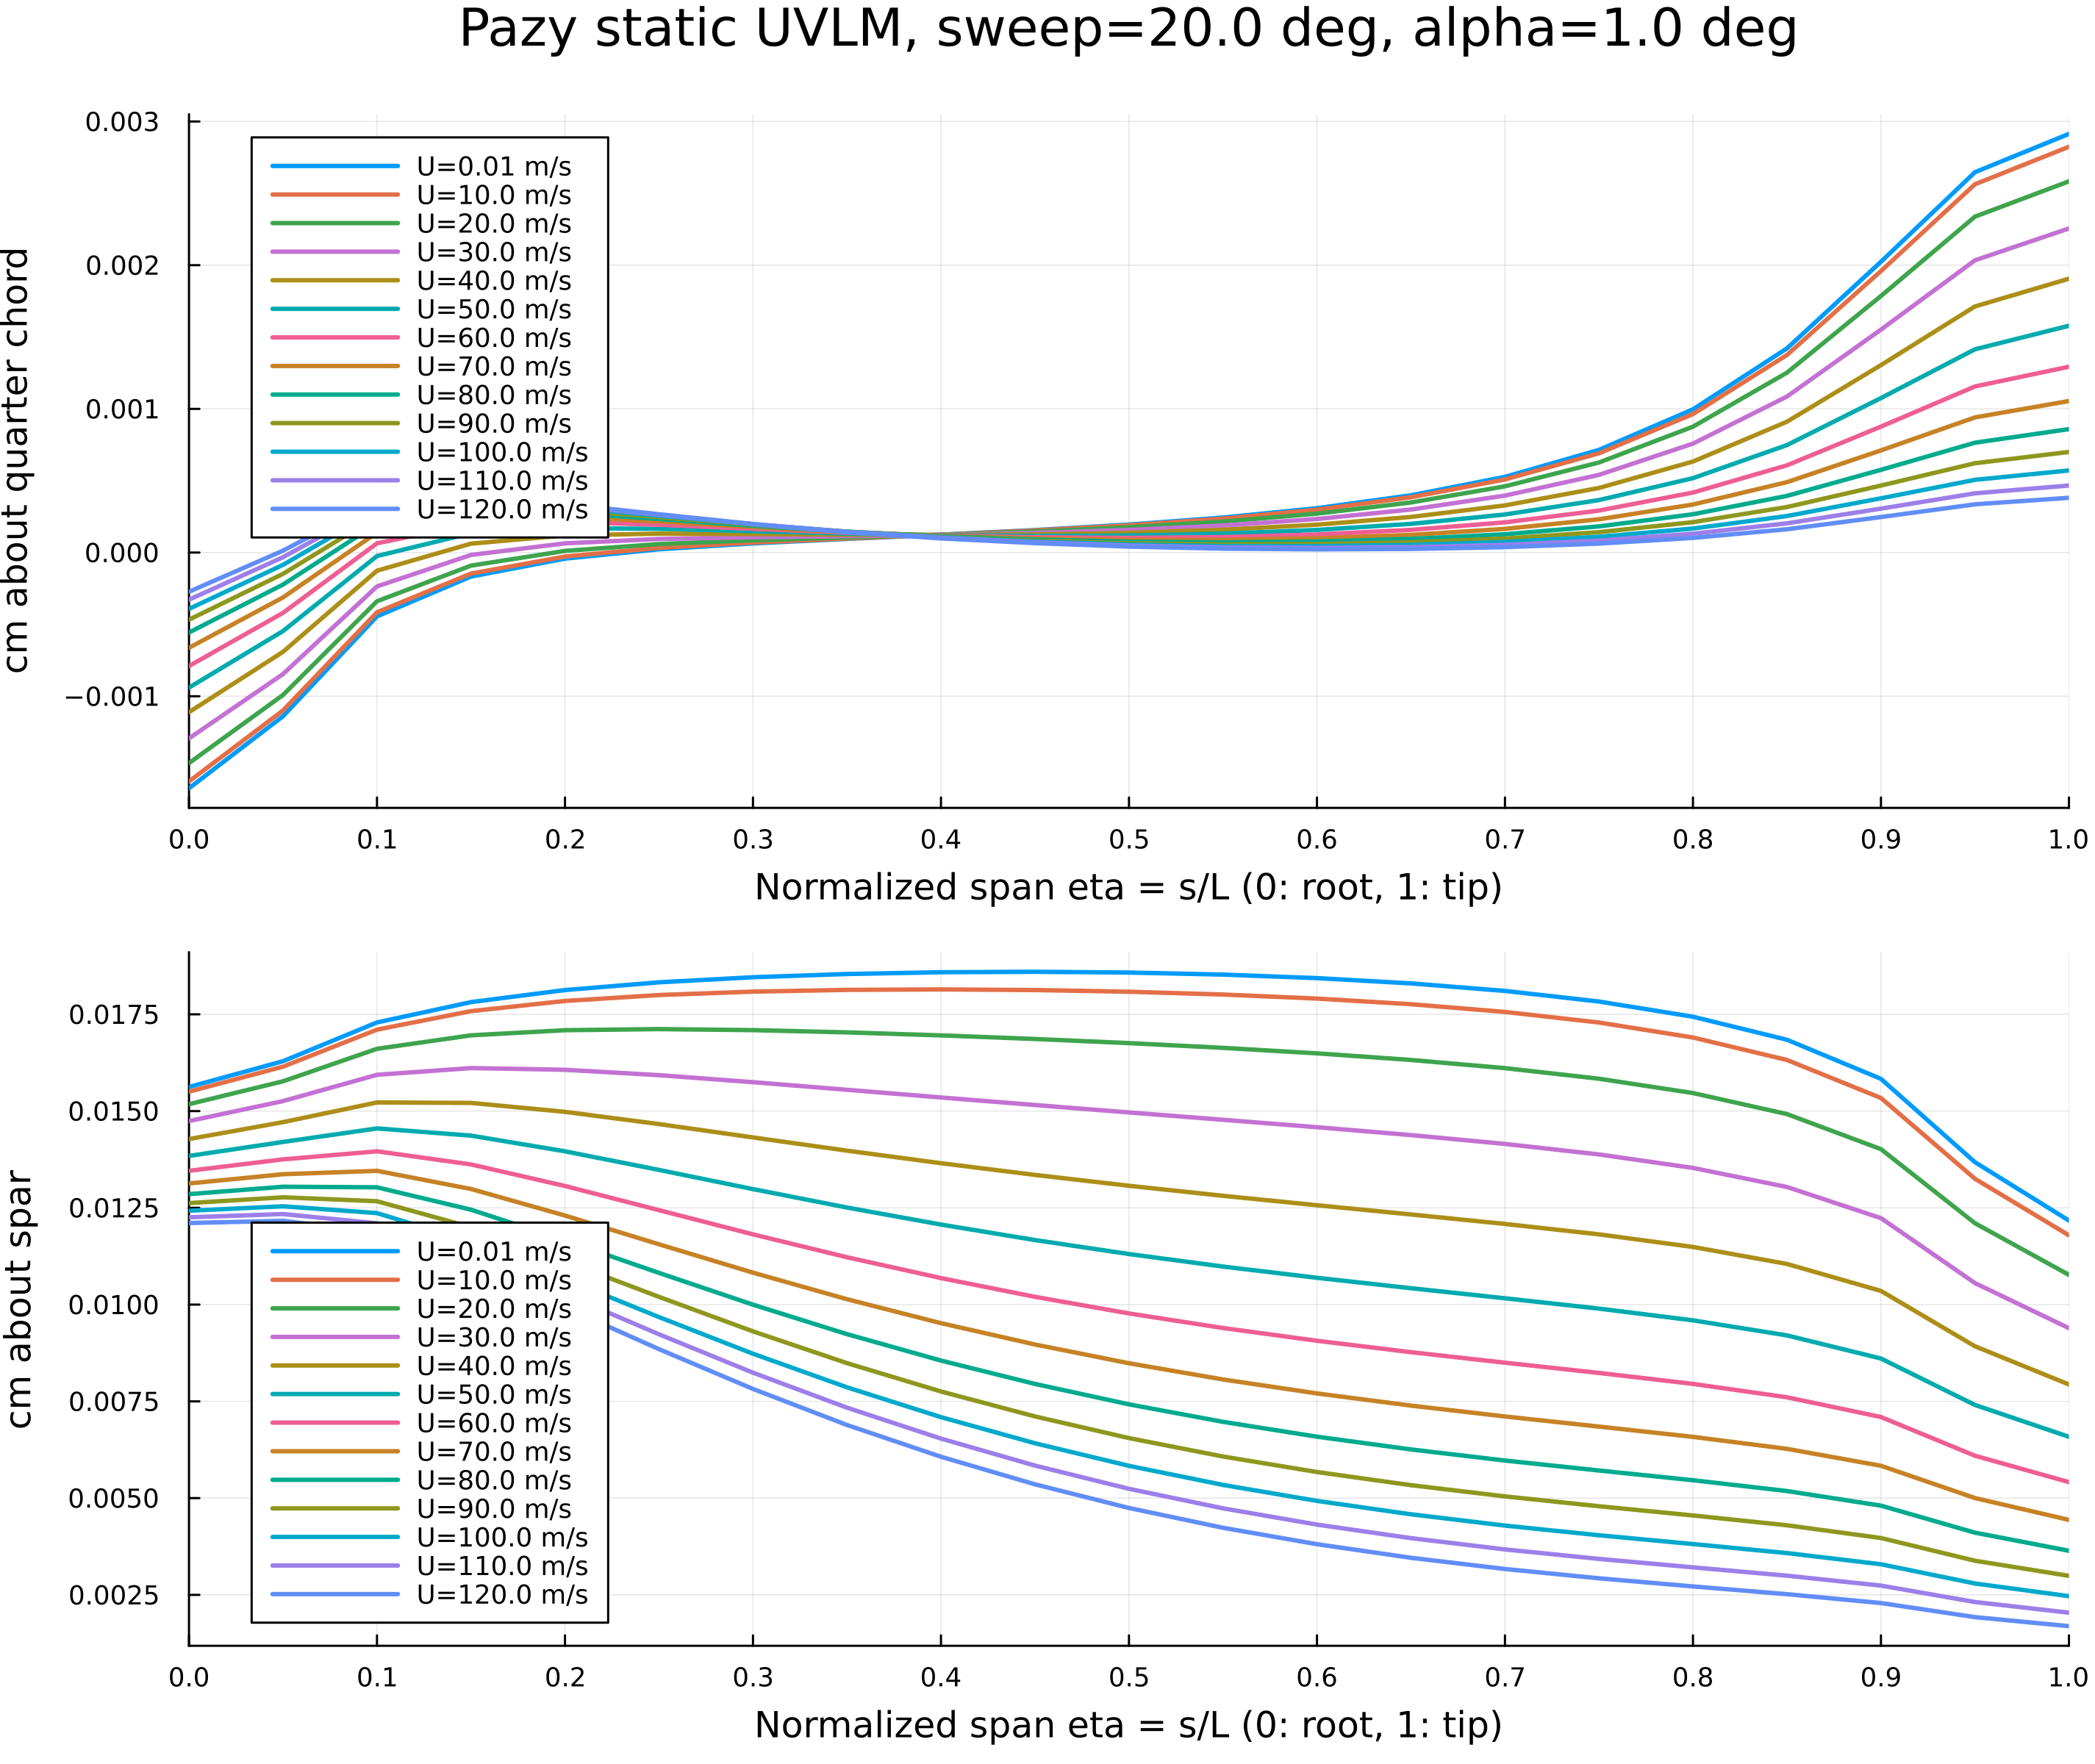 Pazy static UVLM, sweep=20.0 deg, alpha=1.0 deg
cm about quarter chord
0.003
0.002
0.001
0.000
−0.001
U=0.01 m/s
U=10.0 m/s
U=20.0 m/s
U=30.0 m/s
U=40.0 m/s
U=50.0 m/s
U=60.0 m/s
U=70.0 m/s
U=80.0 m/s
U=90.0 m/s
U=100.0 m/s
U=110.0 m/s
U=120.0 m/s
0.0 0.1 0.2 0.3 0.4 0.5 0.6 0.7 0.8 0.9 1.0
Normalized span eta = s/L (0: root, 1: tip)
cm about spar
0.0175
0.0150
0.0125
0.0100
0.0075
0.0050
0.0025
U=0.01 m/s
U=10.0 m/s
U=20.0 m/s
U=30.0 m/s
U=40.0 m/s
U=50.0 m/s
U=60.0 m/s
U=70.0 m/s
U=80.0 m/s
U=90.0 m/s
U=100.0 m/s
U=110.0 m/s
U=120.0 m/s
0.0 0.1 0.2 0.3 0.4 0.5 0.6 0.7 0.8 0.9 1.0
Normalized span eta = s/L (0: root, 1: tip)